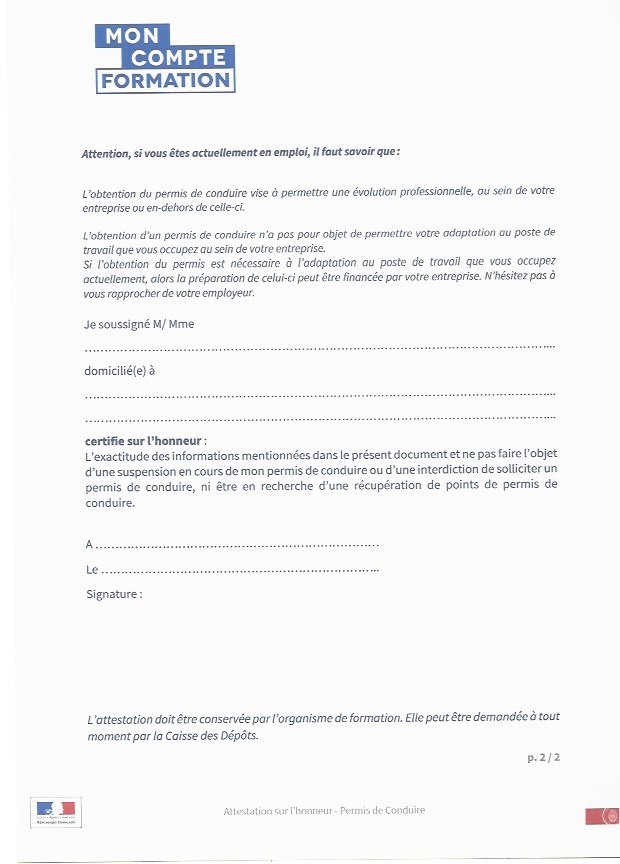 MON
COMPTE
FORMATION
Attention, si vous êtes actuellement en emploi, il faut savoir que :
L'obtention du permis de conduire vise à permettre une évolution professionnelle, au sein de votre
entreprise ou en-dehors de celle-ci.
L'obtention d'un permis de conduire n'a pas pour objet de permettre votre adaptation au poste de
travail que vous occupez au sein de votre entreprise.
Si l'obtention du permis est nécessaire à l'adaptation au poste de travail que vous occupez
actuellement, alors la préparation de celui-ci peut être financée par votre entreprise. N'hésitez pas à
vous rapprocher de votre employeur.
Je soussigné M/ Mme
domicilié(e) à
certifie sur l'honneur :
L'exactitude des informations mentionnées dans le présent document et ne pas faire l'objet
d'une suspension en cours de mon permis de conduire ou d'une interdiction de solliciter un
permis de conduire, ni être en recherche d'une récupération de points de permis de
conduire.
A ........................................................................
Le ........................................................................
Signature :
L'attestation doit être conservée par l'organisme de formation. Elle peut être demandée à tout
moment par la Caisse des Dépôts.
p. 2 / 2
Attestation sur l'honneur - Permis de Conduire
RÉPUBLIQUE FRANÇAISE